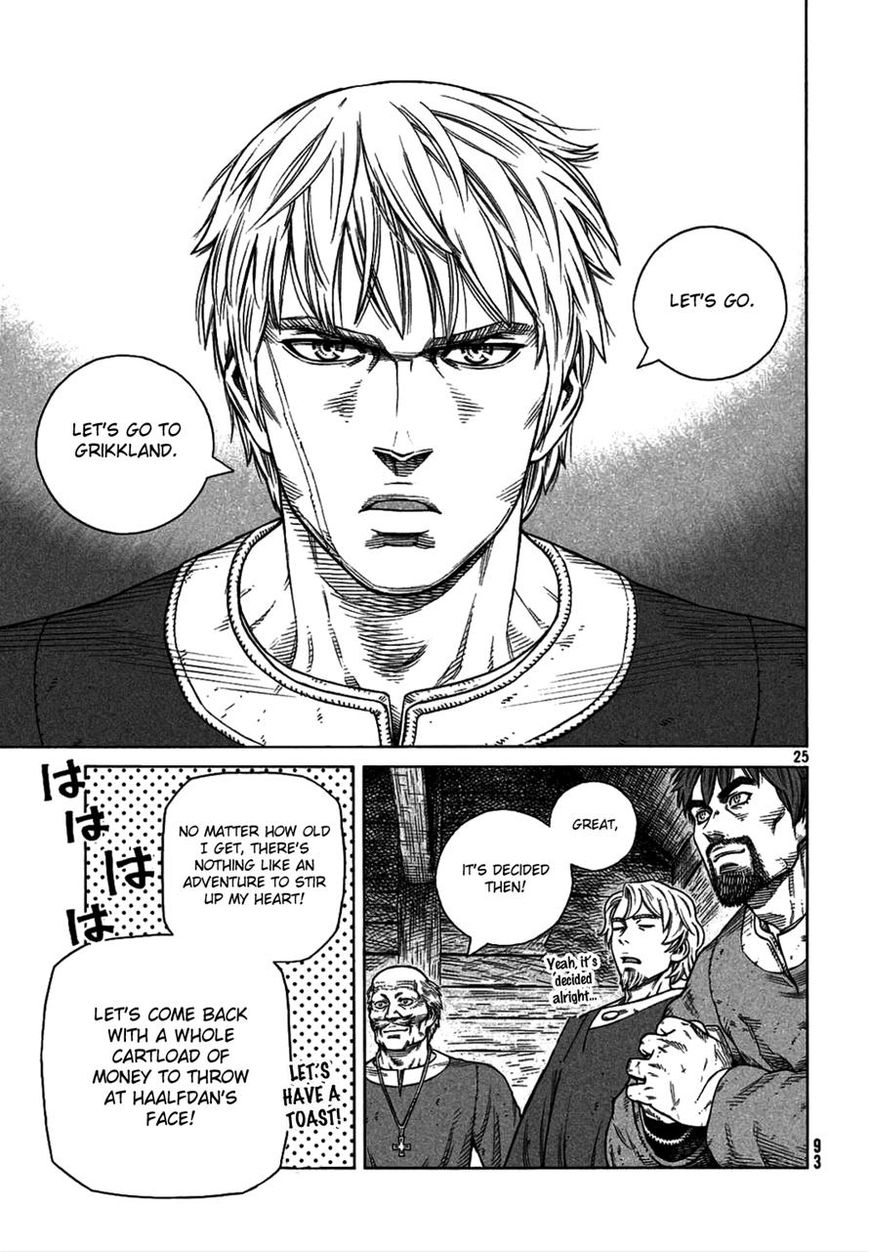 LET'S GO.
LET'S GO TO
GRIKKLAND.
25
GREAT,
IT'S DECIDED
THEN!
Yeah, it's
decided
alright...
は
は
は
は
NO MATTER HOW OLD
I GET, THERE'S
NOTHING LIKE AN
ADVENTURE TO STIR
UP MY HEART!
LET'S COME BACK
WITH A WHOLE
CARTLOAD OF
MONEY TO THROW
AT HAALFDAN'S
FACE!
LET'S
HAVE A
TOAST!
93